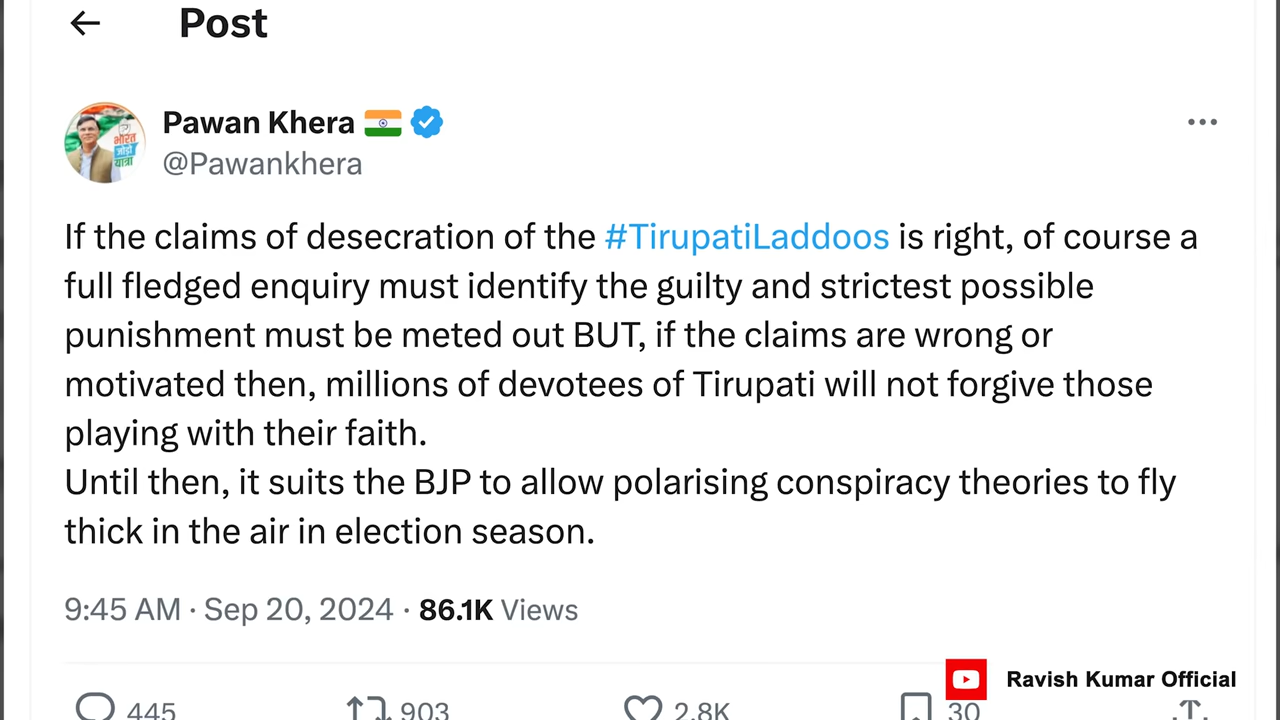 Post
Pawan Khera
@Pawankhera
भारत
जोड़ो
यात्रा
If the claims of desecration of the #TirupatiLaddoos is right, of course a
full fledged enquiry must identify the guilty and strictest possible
punishment must be meted out BUT, if the claims are wrong or
motivated then, millions of devotees of Tirupati will not forgive those
playing with their faith.
Until then, it suits the BJP to allow polarising conspiracy theories to fly
thick in the air in election season.
9:45 AM · Sep 20, 2024 · 86.1K Views
Ravish Kumar Official
445 903 2.8K 30